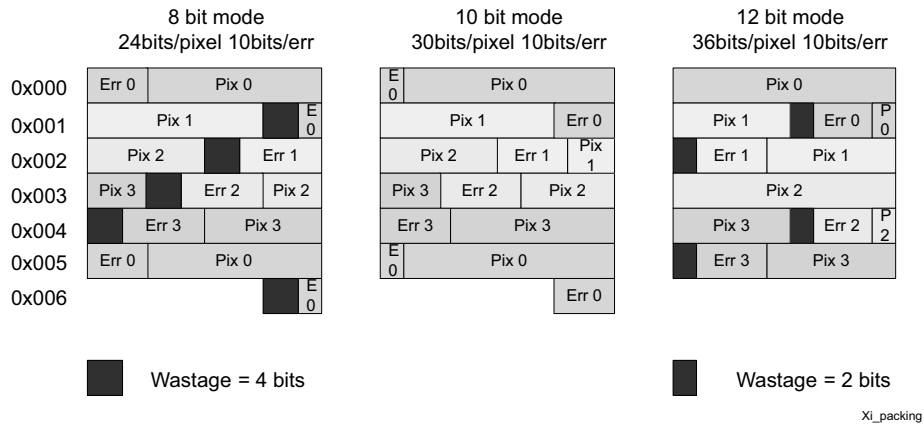 8 bit mode
24bits/pixel 10bits/err
10 bit mode
30bits/pixel 10bits/err
12 bit mode
36bits/pixel 10bits/err
0x000
Err 0 Pix 0
E
0
Pix 0
Pix 0
0x001
Pix 1
E
0
Pix 1 Err 0
Pix 1 Err 0
P
0
0x002
Pix 2 Err 1
Pix 2 Err 1
Pix
1
Err 1 Pix 1
0x003
Pix 3 Err 2 Pix 2
Pix 3 Err 2 Pix 2
Pix 2
0x004
Err 3 Pix 3
Err 3 Pix 3
Pix 3 Err 2
P
2
0x005
Err 0 Pix 0
E
0
Pix 0
Err 3 Pix 3
0x006
E
0
Err 0
Wastage = 4 bits
Wastage = 2 bits
Xi_packing